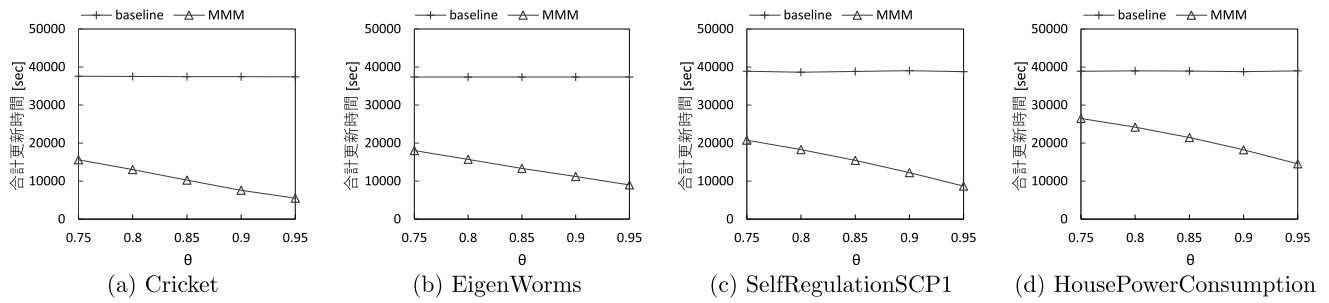 baseline MMM
50000
40000
30000
20000
10000
0
合計更新時間 [sec]
0.75 0.8 0.85 0.9 0.95
θ
(a) Cricket
baseline MMM
50000
40000
30000
20000
10000
0
合計更新時間 [sec]
0.75 0.8 0.85 0.9 0.95
θ
(b) EigenWorms
baseline MMM
50000
40000
30000
20000
10000
0
合計更新時間 [sec]
0.75 0.8 0.85 0.9 0.95
θ
(c) SelfRegulationSCP1
baseline MMM
50000
40000
30000
20000
10000
0
合計更新時間 [sec]
0.75 0.8 0.85 0.9 0.95
θ
(d) HousePowerConsumption